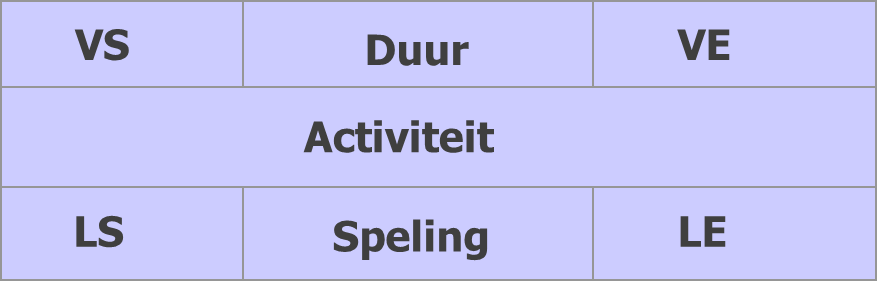 VS Duur VE
Activiteit
LS Speling LE